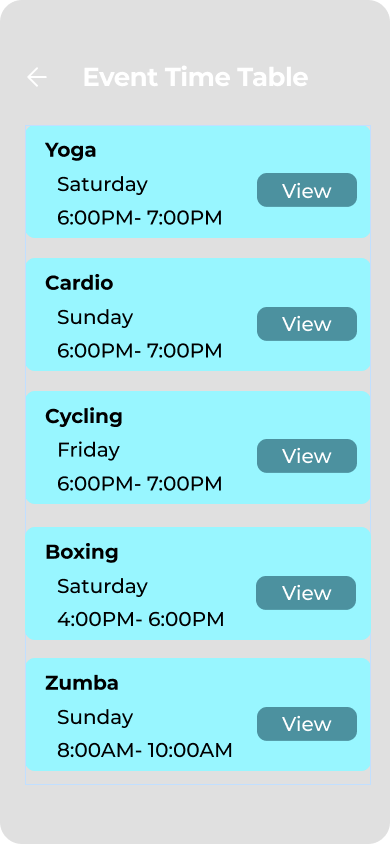 Event Time Table
Yoga
Saturday
6:00PM- 7:00PM
View
Cardio
Sunday
6:00PM- 7:00PM
View
Cycling
Friday
6:00PM- 7:00PM
View
Boxing
Saturday
4:00PM- 6:00PM
View
Zumba
Sunday
8:00AM- 10:00AM
View